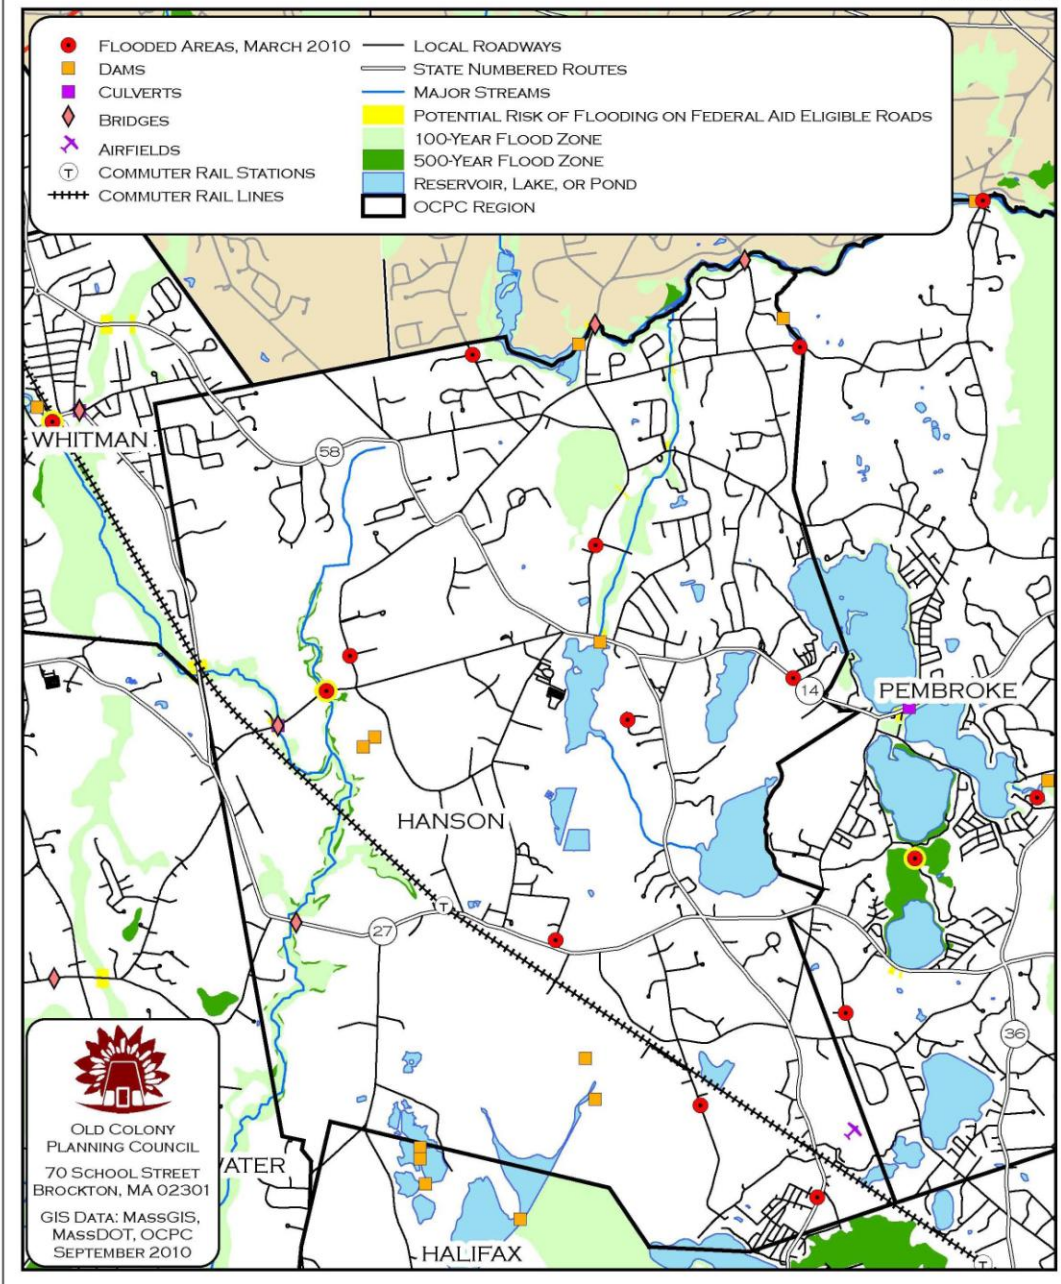 FLOODED AREAS, MARCH 2010
DAMS
CULVERTS
BRIDGES
AIRFIELDS
T COMMUTER RAIL STATIONS
COMMUTER RAIL LINES
LOCAL ROADWAYS
STATE NUMBERED ROUTES
MAJOR STREAMS
POTENTIAL RISK OF FLOODING ON FEDERAL AID ELIGIBLE ROADS
100-YEAR FLOOD ZONE
500-YEAR FLOOD ZONE
RESERVOIR, LAKE, OR POND
OCPC REGION
WHITMAN
58
14
PEMBROKE
HANSON
T
27
36
OLD COLONY
PLANNING COUNCIL
70 SCHOOL STREET
BROCKTON, MA 02301
GIS DATA: MASSGIS,
MASSDOT, OCPC
SEPTEMBER 2010
WATER
HALIFAX
T